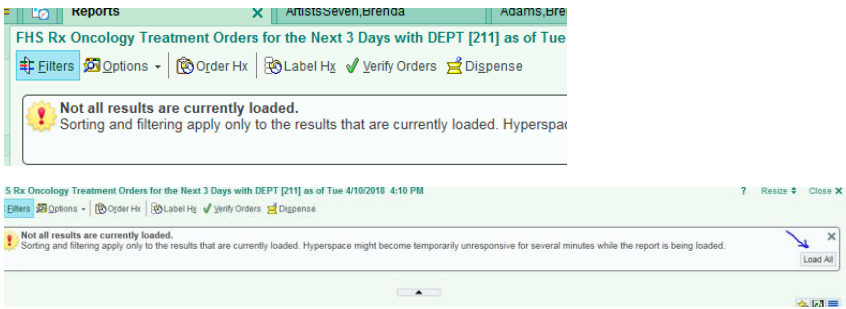 Reports X ArtistsSeven,Brenda Adams,Bre
FHS Rx Oncology Treatment Orders for the Next 3 Days with DEPT [211] as of Tue
Filters Options Order Hx Label Hx Verify Orders Dispense
Not all results are currently loaded.
Sorting and filtering apply only to the results that are currently loaded. Hyperspac
S Rx Oncology Treatment Orders for the Next 3 Days with DEPT [211] as of Tue 4/10/2018 4:10 PM ? Resize Close X
Filters Options Order Hx Label Hx Verify Orders Dispense
Not all results are currently loaded.
Sorting and filtering apply only to the results that are currently loaded. Hyperspace might become temporarily unresponsive for several minutes while the report is being loaded.
Load All